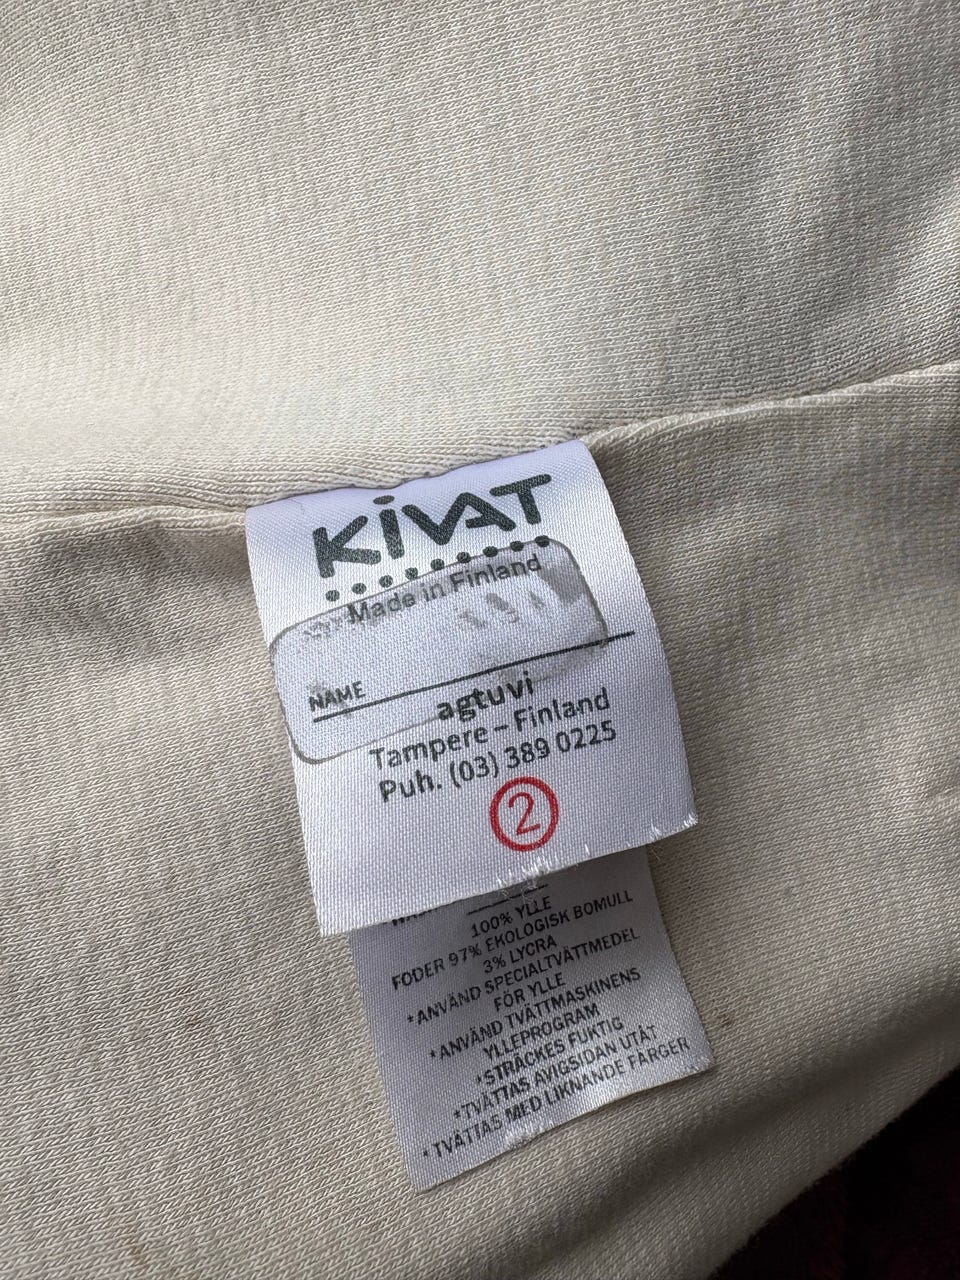 KIVAT
Made in Finland
NAME
agtuvi
Tampere – Finland
Puh. (03) 389 0225
2
100% YLLE
FODER 97% EKOLOGISK BOMULL
3% LYCRA
*ANVÄND SPECIALTVÄTTMEDEL
FÖR YLLE
*ANVÄND TVÄTTMASKINENS
YLLEPROGRAM
*STRÄCKES FUKTIG
*TVÄTTAS AVIGSIDAN UTÅT
*TVÄTTAS MED LIKNANDE FÄRGER